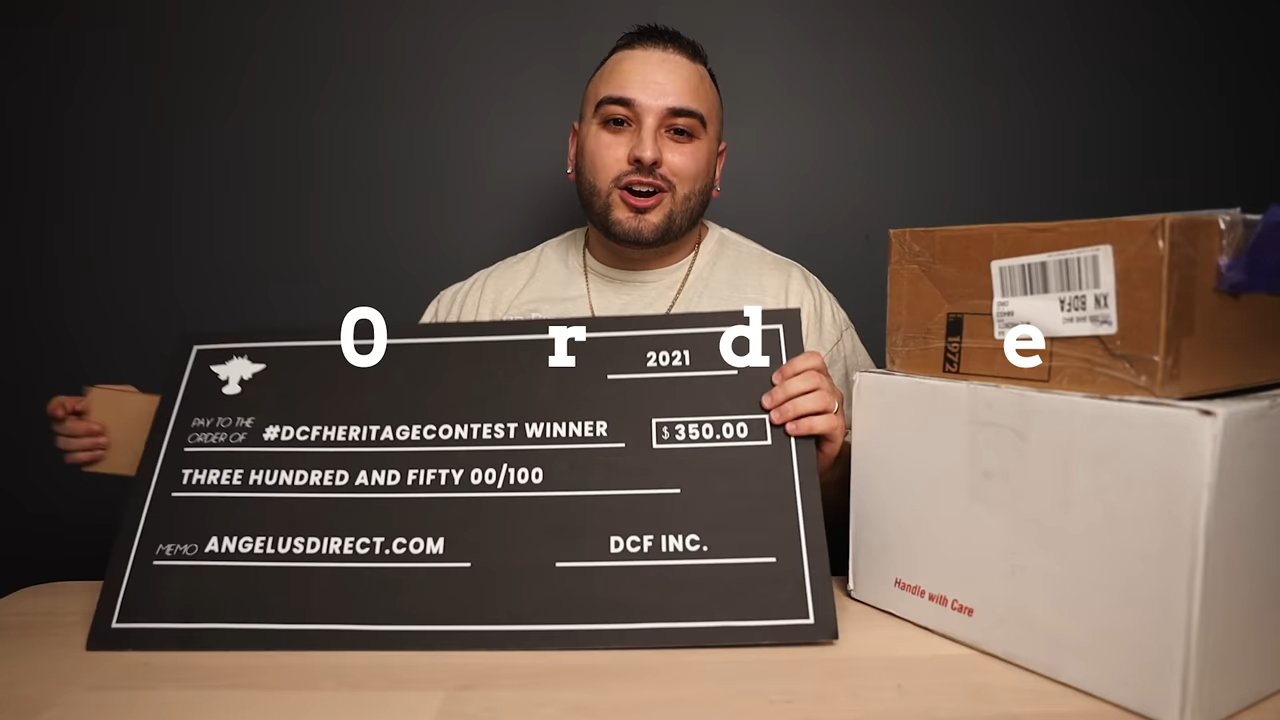 O r d e
2021
PAY TO THE
ORDER OF #DCFHERITAGECONTEST WINNER $ 350.00
THREE HUNDRED AND FIFTY 00/100
MEMO ANGELUSDIRECT.COM DCF INC.
XN BDFA
1972
Handle with Care